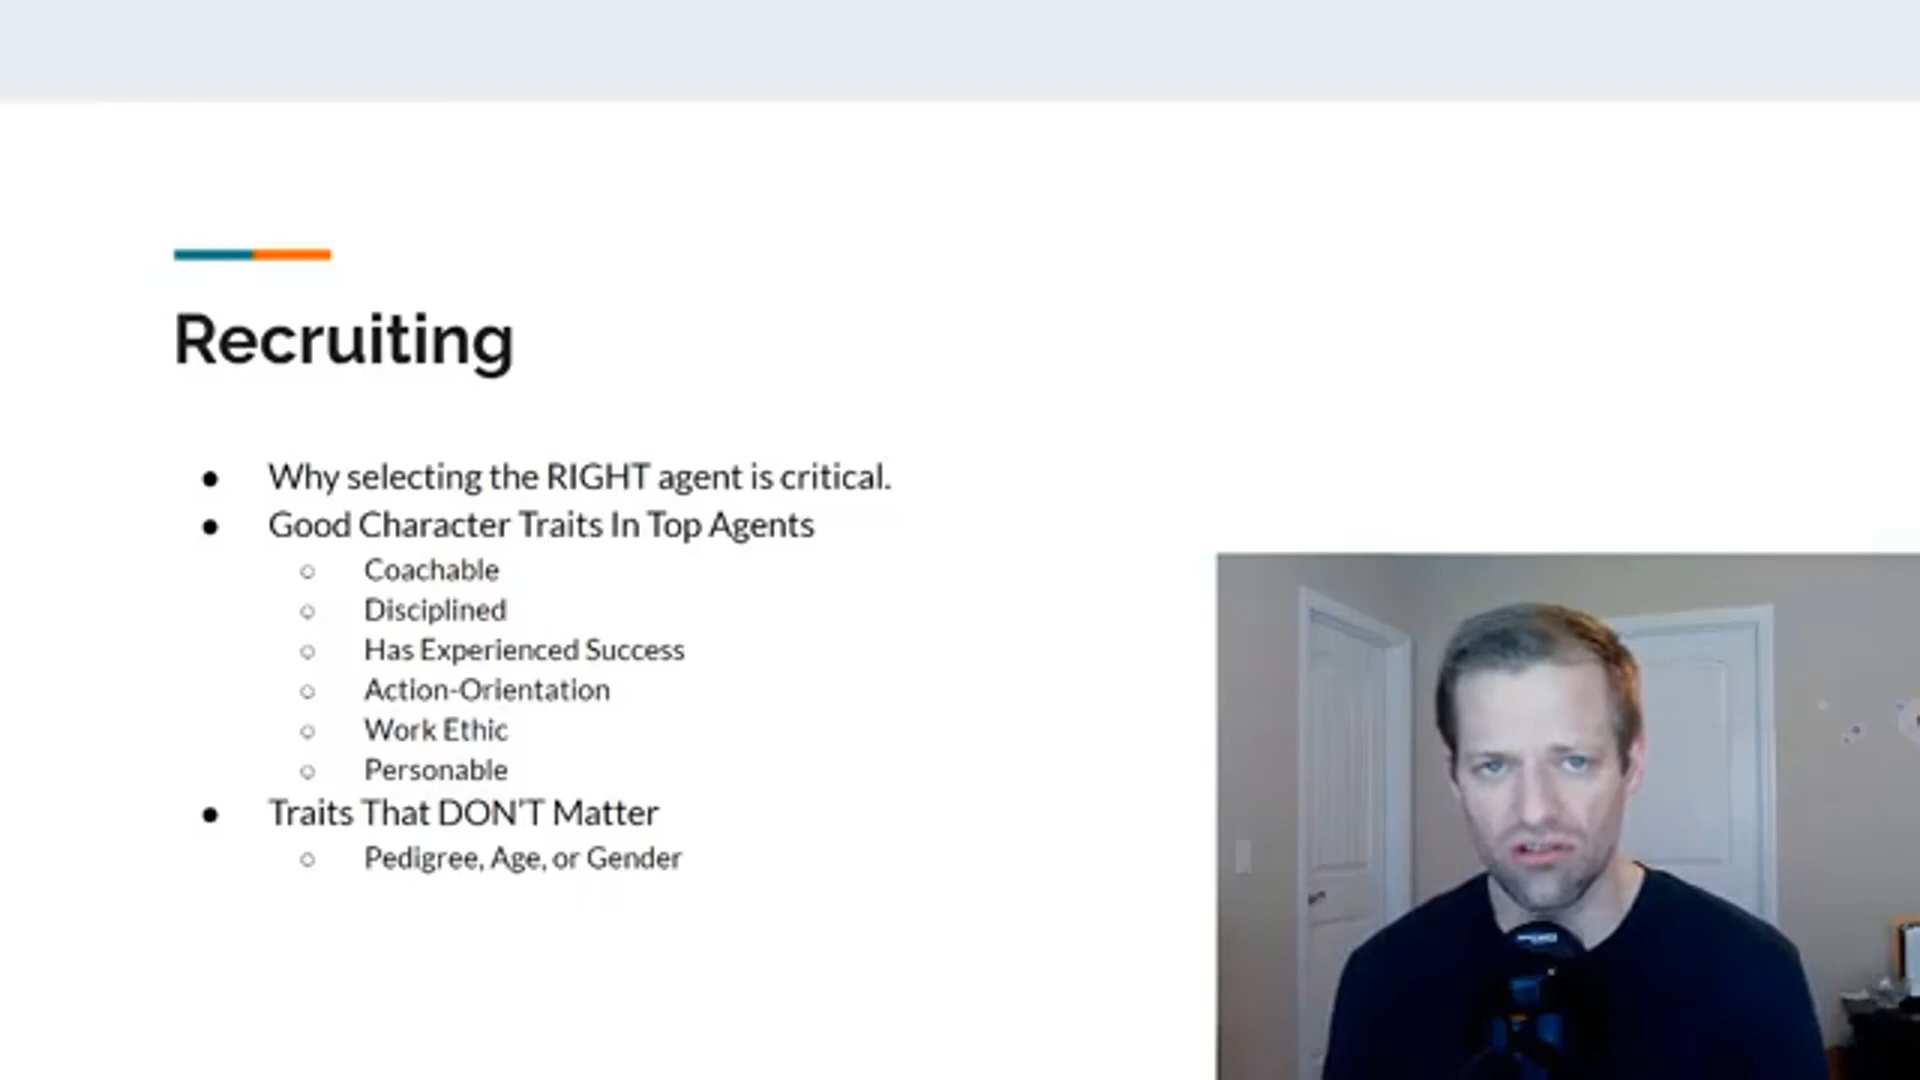 Recruiting
● Why selecting the RIGHT agent is critical.
● Good Character Traits In Top Agents
○ Coachable
○ Disciplined
○ Has Experienced Success
○ Action-Orientation
○ Work Ethic
○ Personable
● Traits That DON'T Matter
○ Pedigree, Age, or Gender